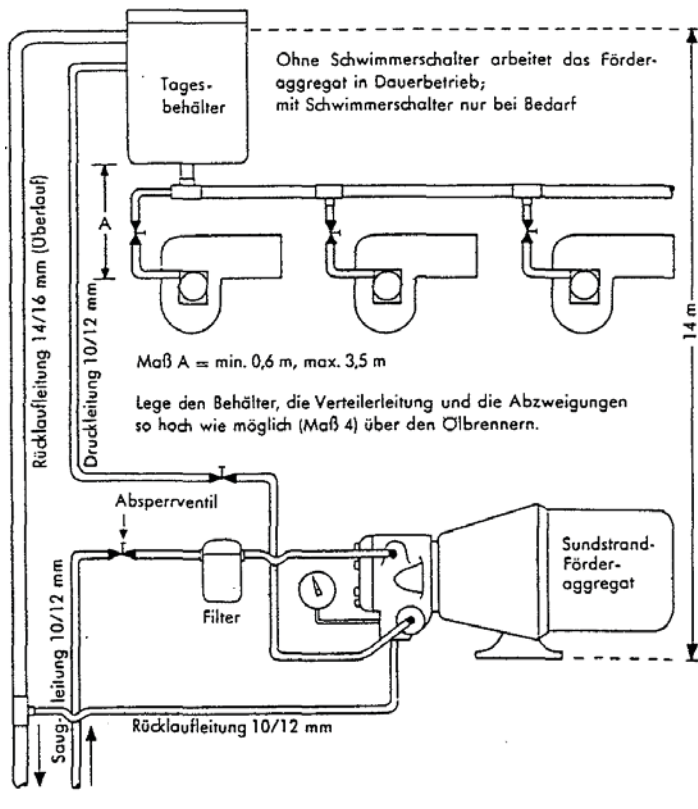 Tages-
behälter
Ohne Schwimmerschalter arbeitet das Förder-
aggregat in Dauerbetrieb;
mit Schwimmerschalter nur bei Bedarf
A
Rücklaufleitung 14/16 mm (Überlauf)
Druckleitung 10/12 mm
14 m
Maß A = min. 0,6 m, max. 3,5 m
Lege den Behälter, die Verteilerleitung und die Abzweigungen
so hoch wie möglich (Maß 4) über den Ölbrennern.
Absperrventil
Filter
Sundstrand-
Förder-
aggregat
Saug-
leitung 10/12 mm
Rücklaufleitung 10/12 mm